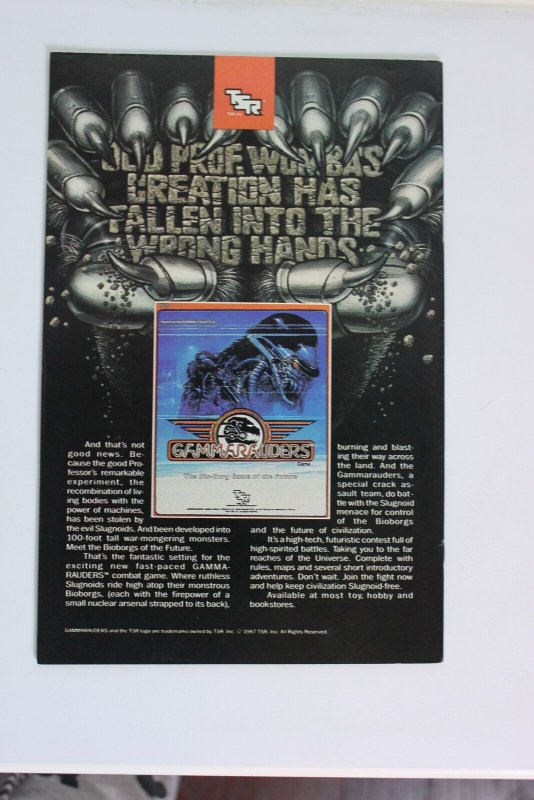 TSR
TSR, Inc.
OLD PROF. WOMBAS
CREATION HAS
FALLEN INTO THE
WRONG HANDS.
GAMMARAUDERS
Game
The Bio-Borg Game of the Future
TSR
And that's not
good news. Be-
cause the good Pro-
fessor's remarkable
experiment, the
recombination of liv-
ing bodies with the
power of machines,
has been stolen by
the evil Slugnoids. And been developed into
100-foot tall war-mongering monsters.
Meet the Bioborgs of the Future.
That's the fantastic setting for the
exciting new fast-paced GAMMA-
RAUDERS™ combat game. Where ruthless
Slugnoids ride high atop their monstrous
Bioborgs, (each with the firepower of a
small nuclear arsenal strapped to its back),
burning and blast-
ing their way across
the land. And the
Gammarauders, a
special crack as-
sault team, do bat-
tle with the Slugnoid
menace for control
of the Bioborgs
and the future of civilization.
It's a high-tech, futuristic contest full of
high-spirited battles. Taking you to the far
reaches of the Universe. Complete with
rules, maps and several short introductory
adventures. Don't wait. Join the fight now
and help keep civilization Slugnoid-free.
Available at most toy, hobby and
bookstores.
GAMMARAUDERS and the TSR logo are trademarks owned by TSR, Inc. © 1987 TSR, Inc. All Rights Reserved.